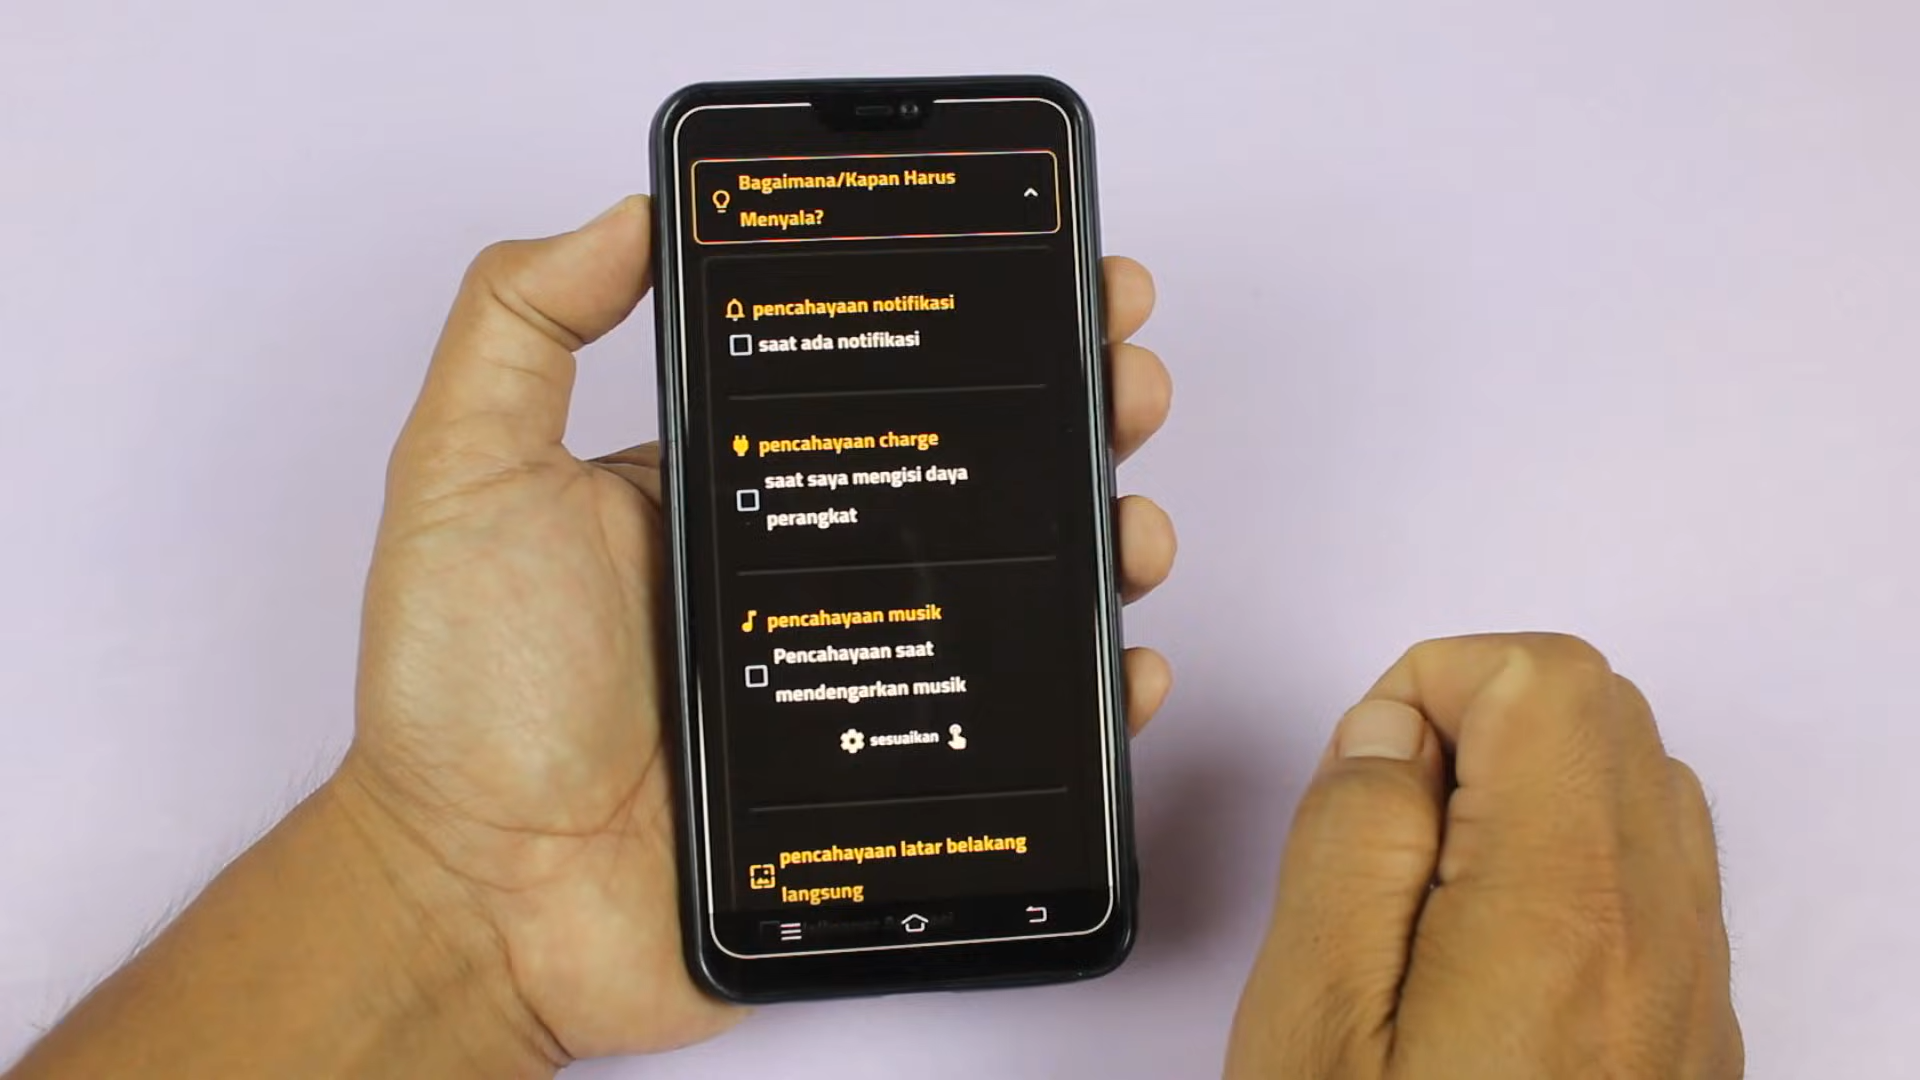 Bagaimana/Kapan Harus
Menyala?
pencahayaan notifikasi
saat ada notifikasi
pencahayaan charge
saat saya mengisi daya
perangkat
pencahayaan musik
Pencahayaan saat
mendengarkan musik
sesuaikan
pencahayaan latar belakang
langsung